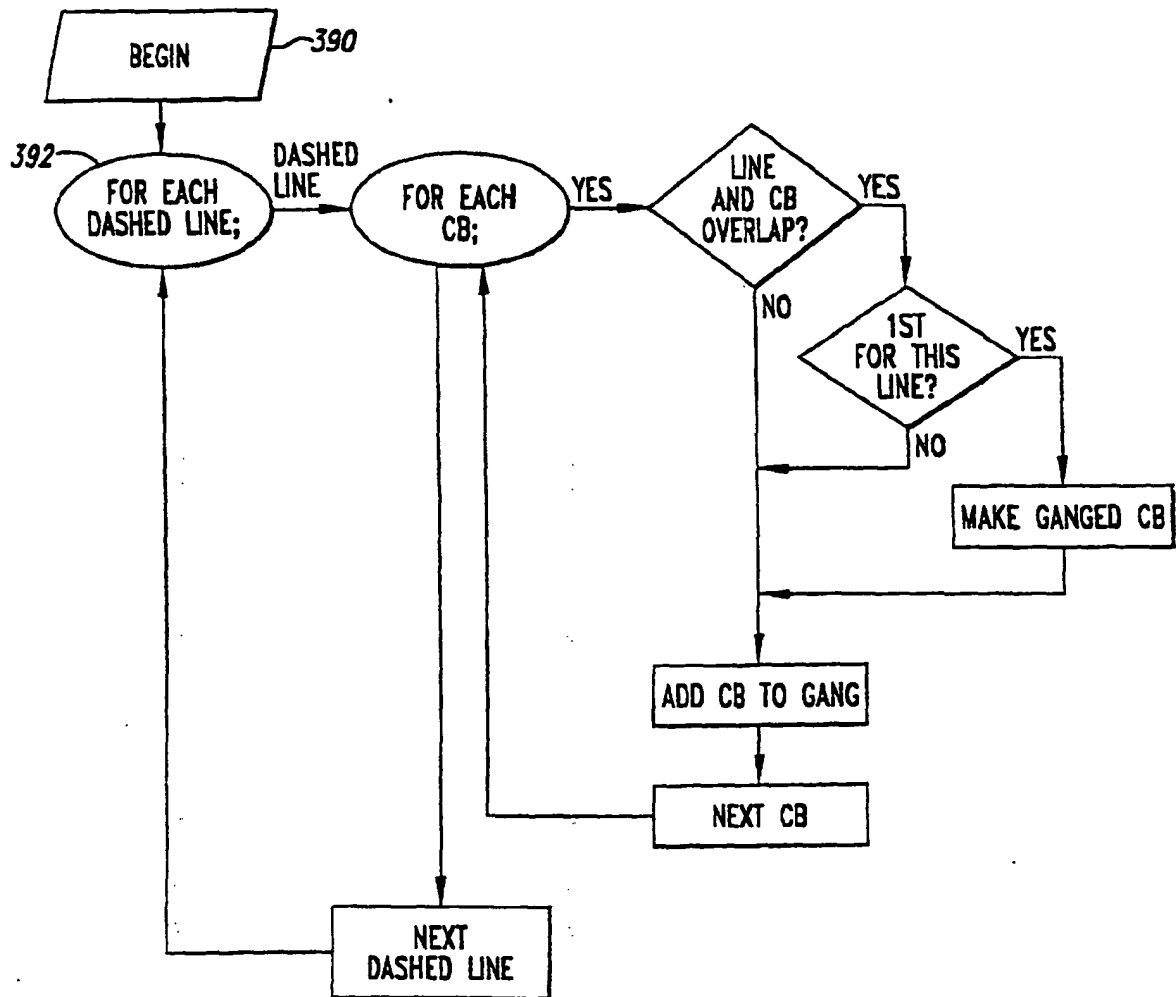 BEGIN
390
392
FOR EACH
DASHED LINE;
DASHED
LINE
FOR EACH
CB;
YES
LINE
AND CB
OVERLAP?
YES
NO
1ST
FOR THIS
LINE?
YES
NO
MAKE GANGED CB
ADD CB TO GANG
NEXT CB
NEXT
DASHED LINE